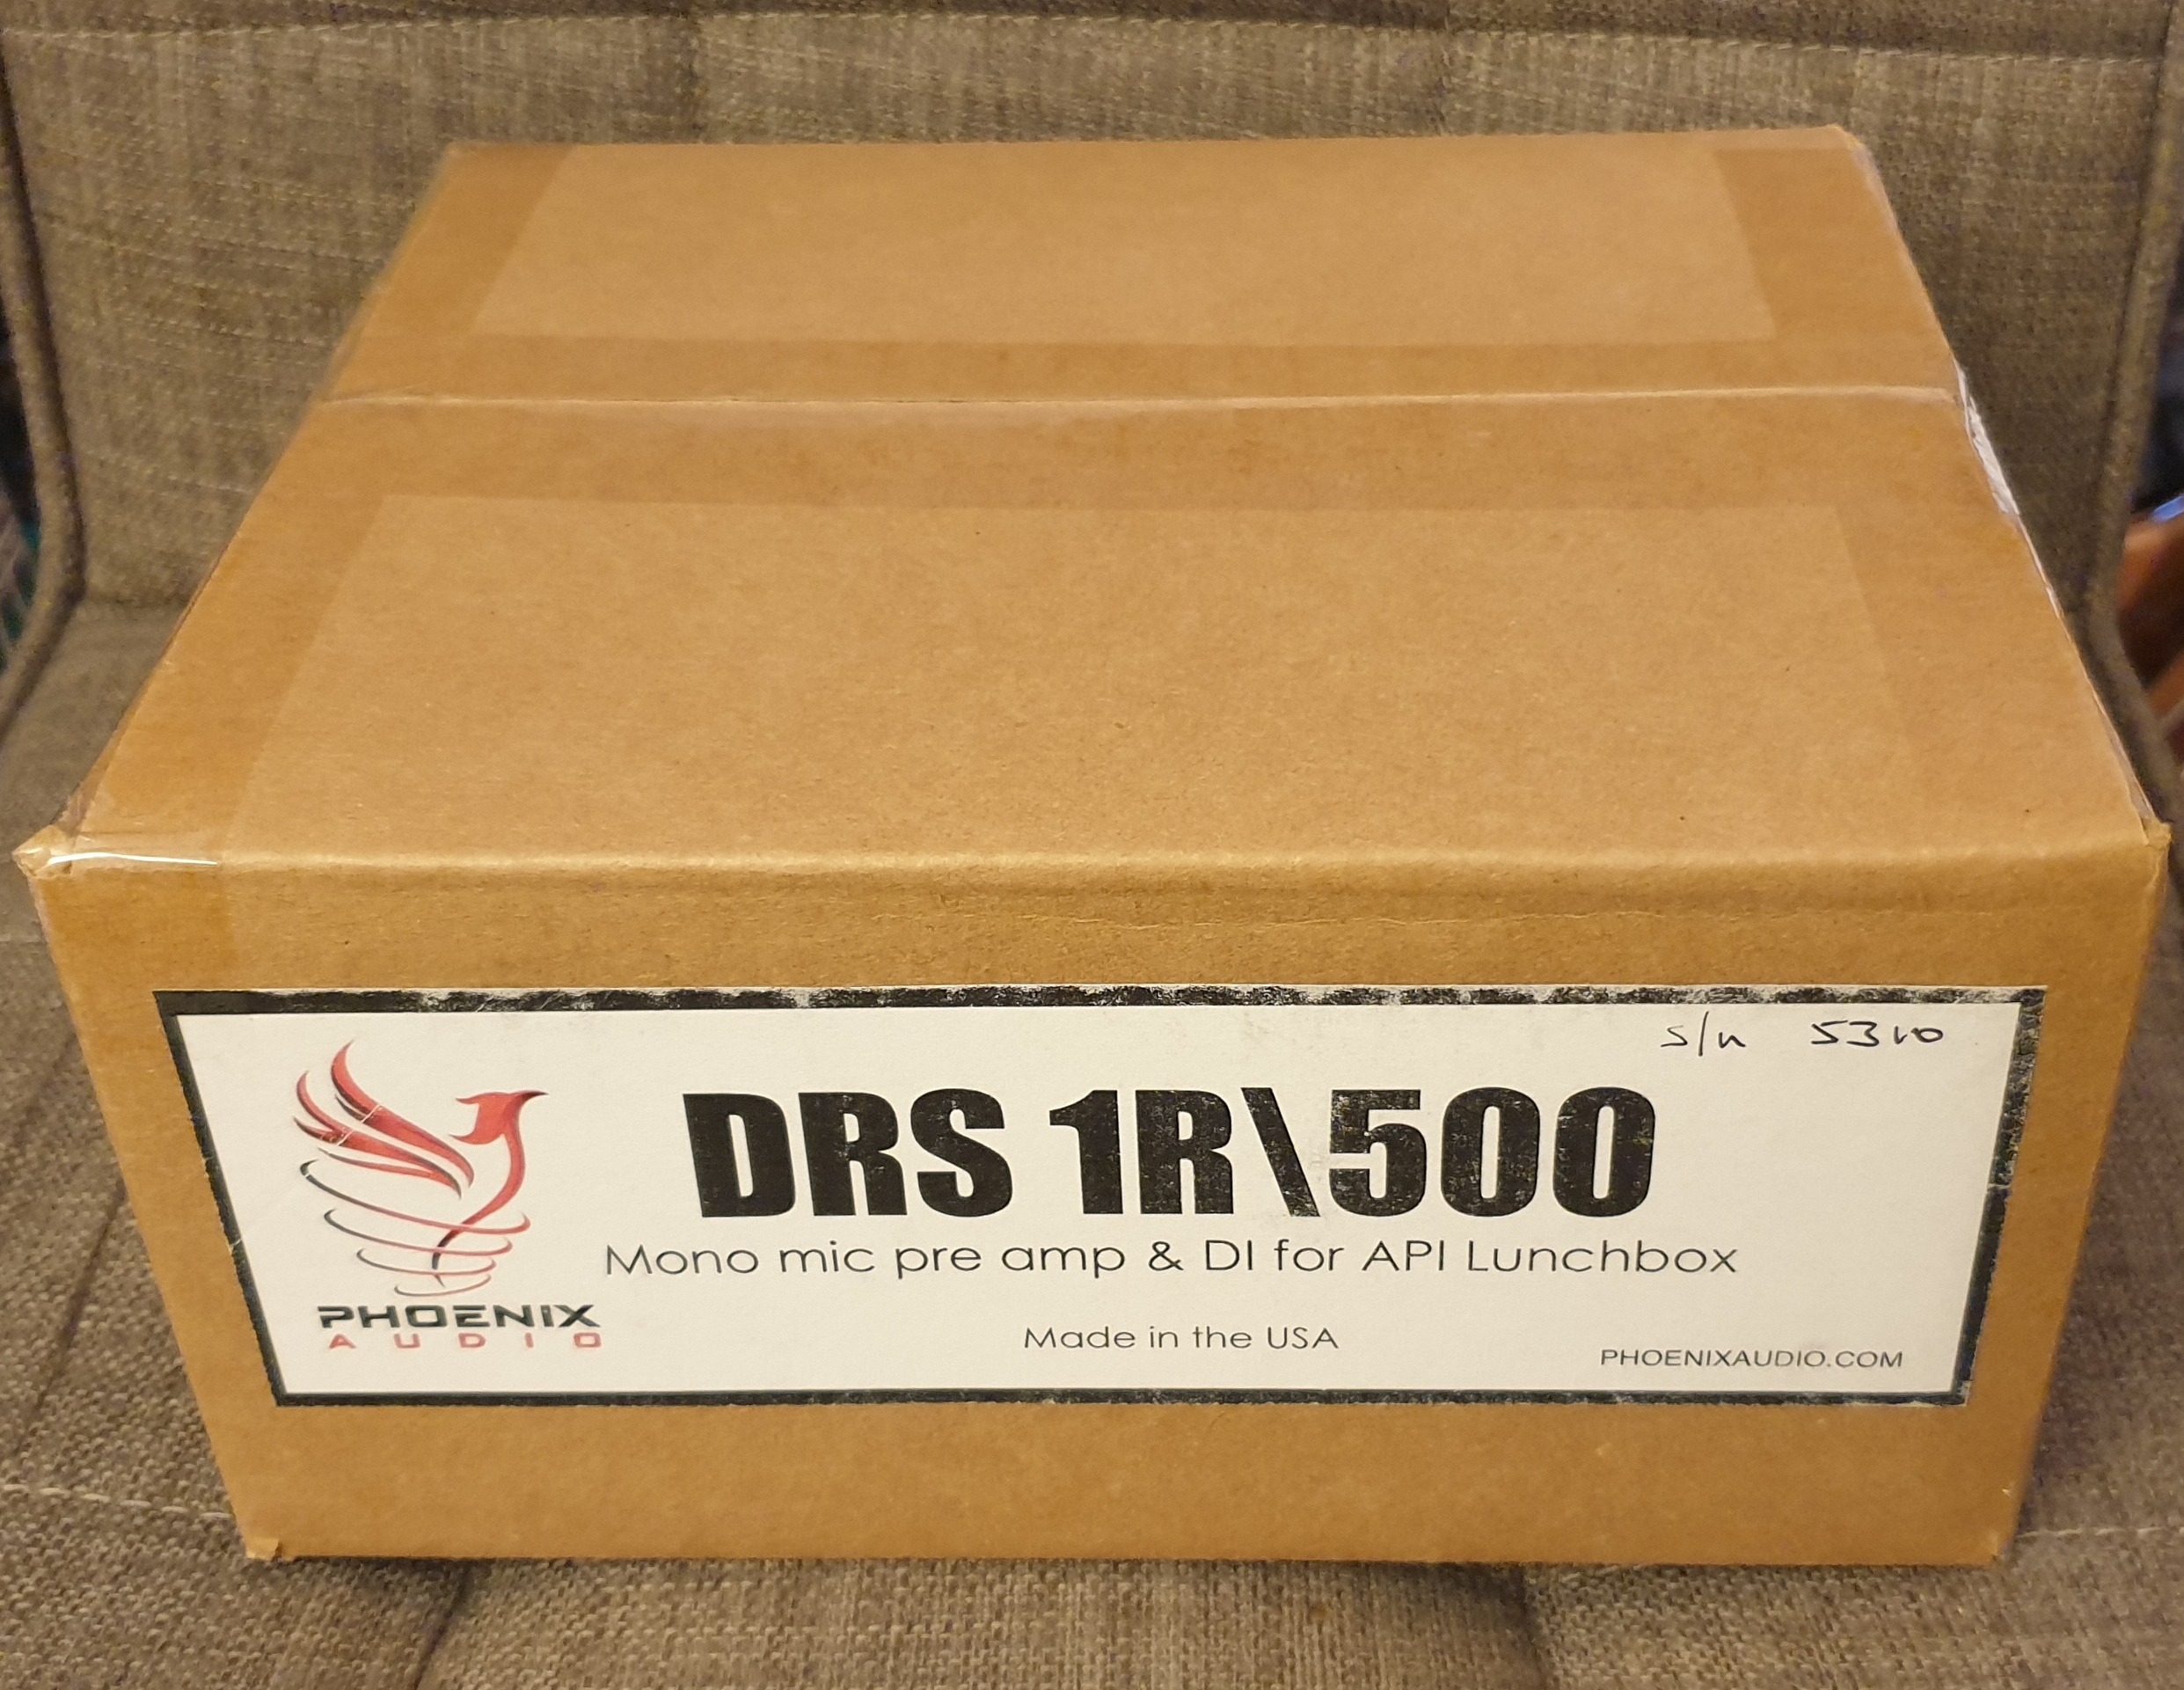 s/n 5310
DRS 1R\500
Mono mic pre amp & DI for API Lunchbox
PHOENIX
AUDIO
Made in the USA
PHOENIXAUDIO.COM